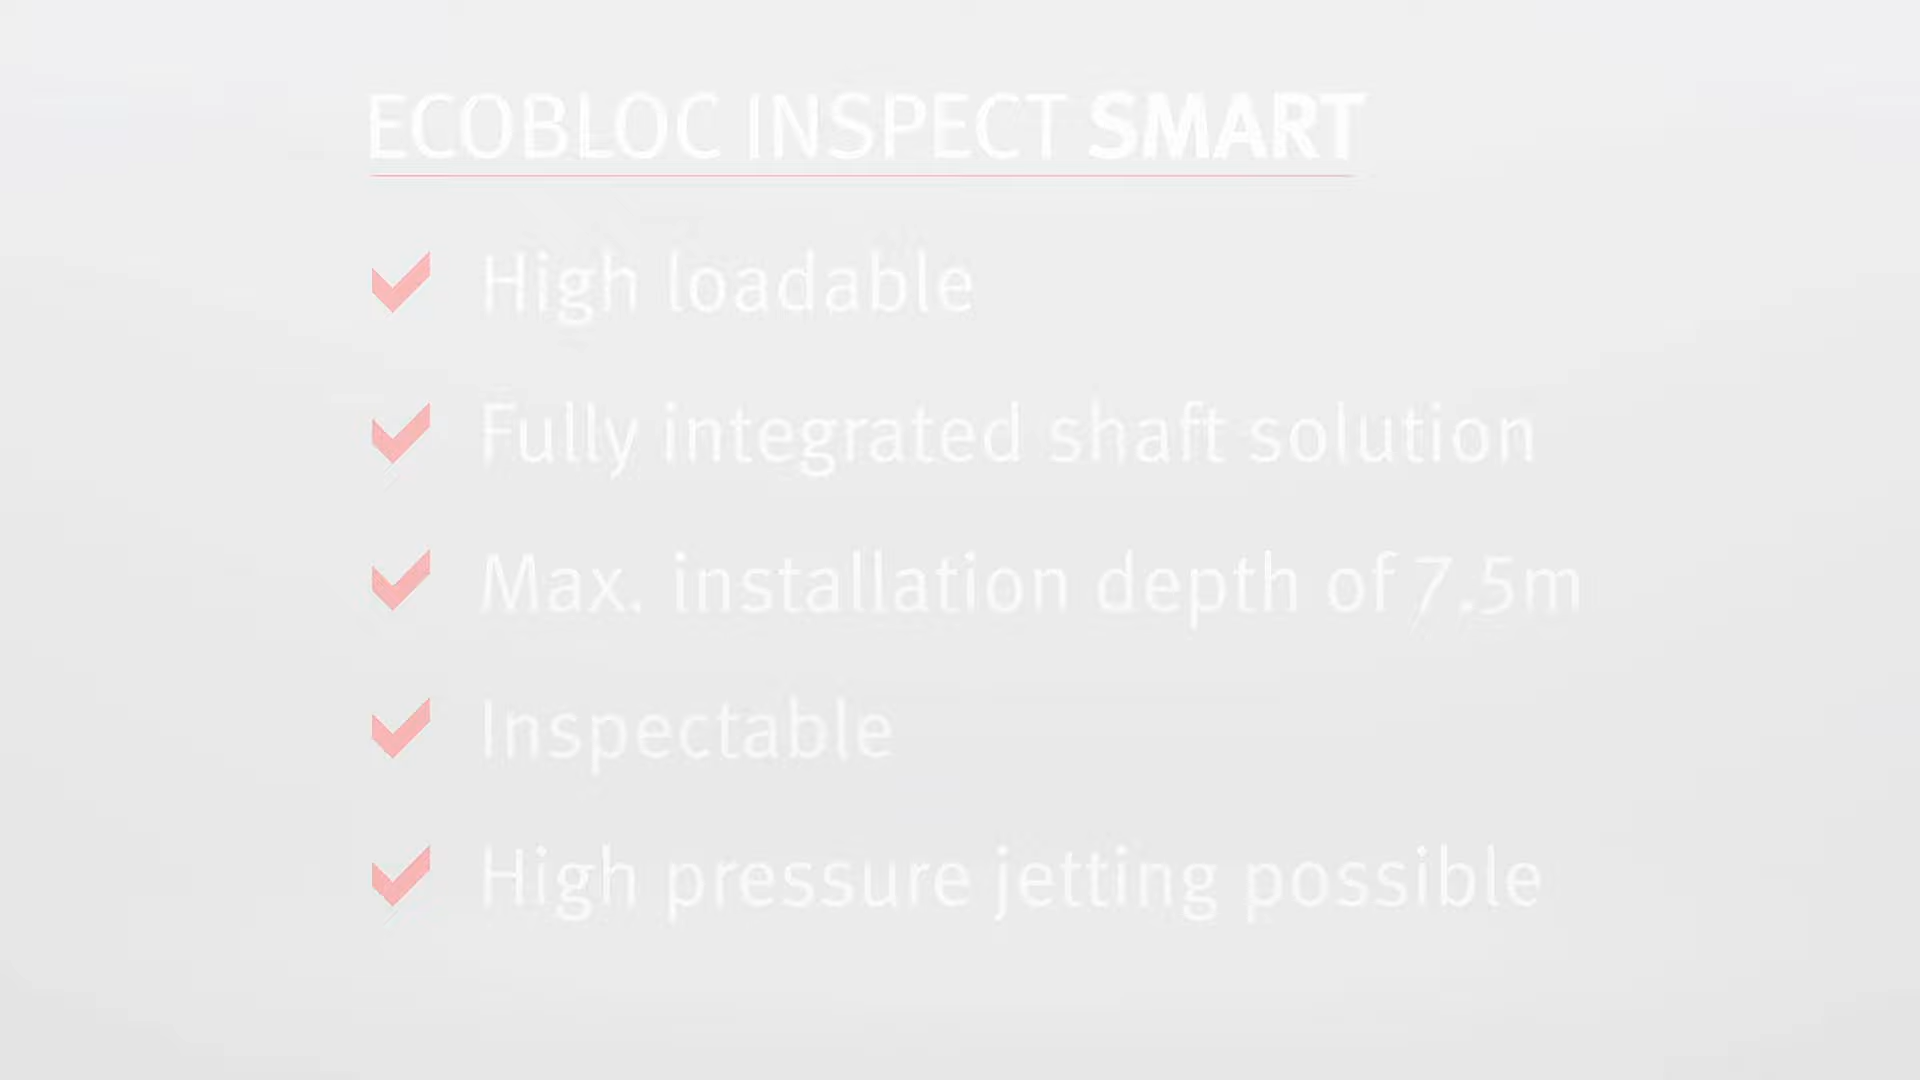 ECOBLOC INSPECT SMART
High loadable
Fully integrated shaft solution
Max. installation depth of 7.5m
Inspectable
High pressure jetting possible